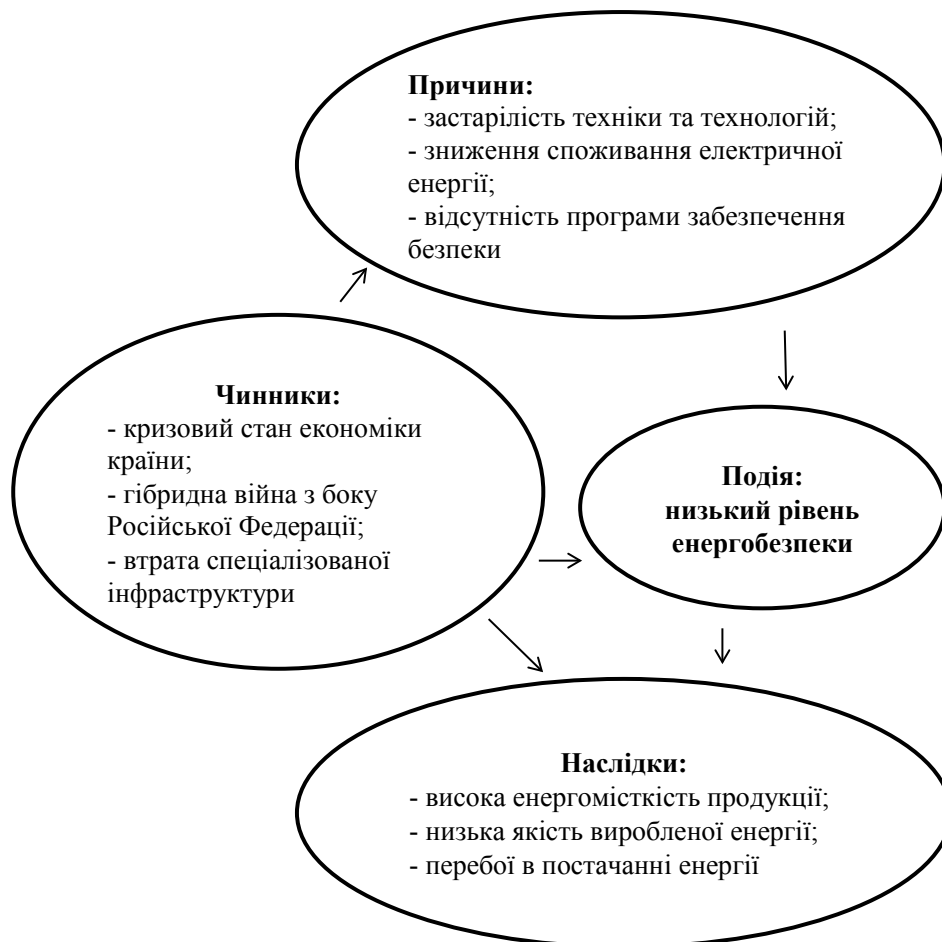 Причини:
- застарілість техніки та технологій;
- зниження споживання електричної
енергії;
- відсутність програми забезпечення
безпеки
Чинники:
- кризовий стан економіки
країни;
- гібридна війна з боку
Російської Федерації;
- втрата спеціалізованої
інфраструктури
Подія:
низький рівень
енергобезпеки
Наслідки:
- висока енергомісткість продукції;
- низька якість виробленої енергії;
- перебої в постачанні енергії